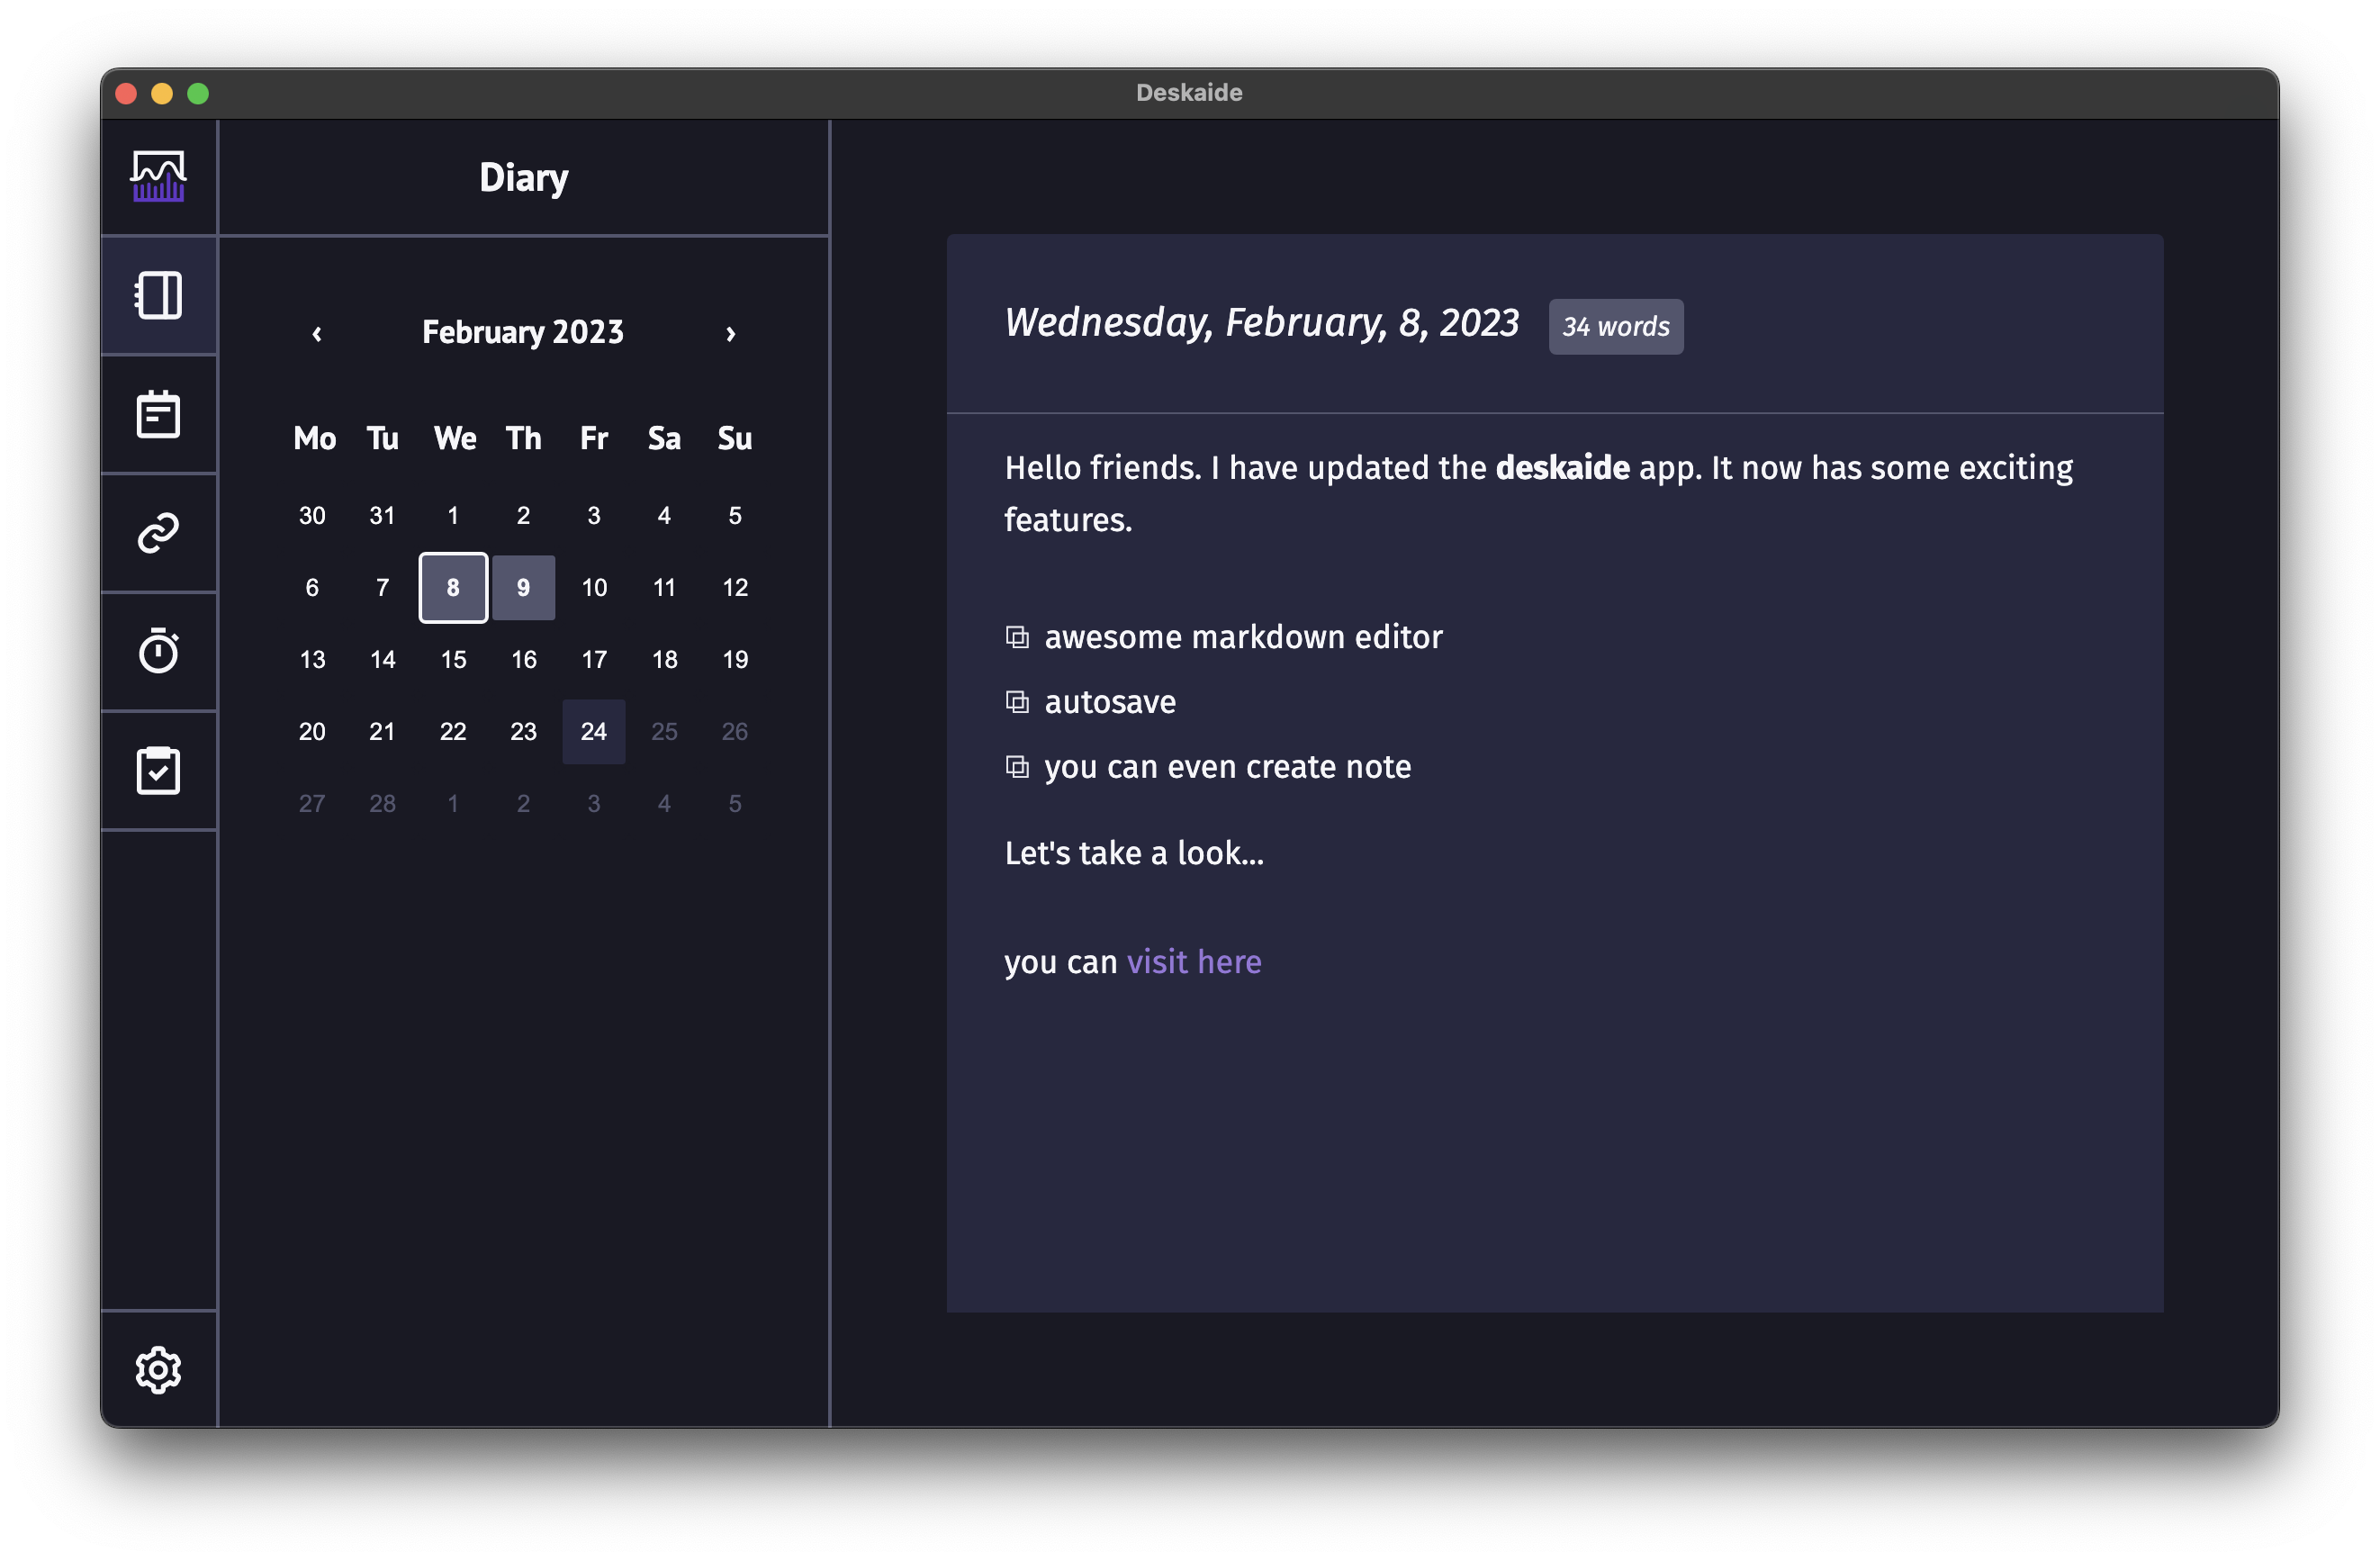 Deskaide
Diary
‹ February 2023 ›
Mo Tu We Th Fr Sa Su
30 31 1 2 3 4 5
6 7 8 9 10 11 12
13 14 15 16 17 18 19
20 21 22 23 24 25 26
27 28 1 2 3 4 5
Wednesday, February, 8, 2023 34 words
Hello friends. I have updated the deskaide app. It now has some exciting
features.
awesome markdown editor
autosave
you can even create note
Let's take a look...
you can visit here